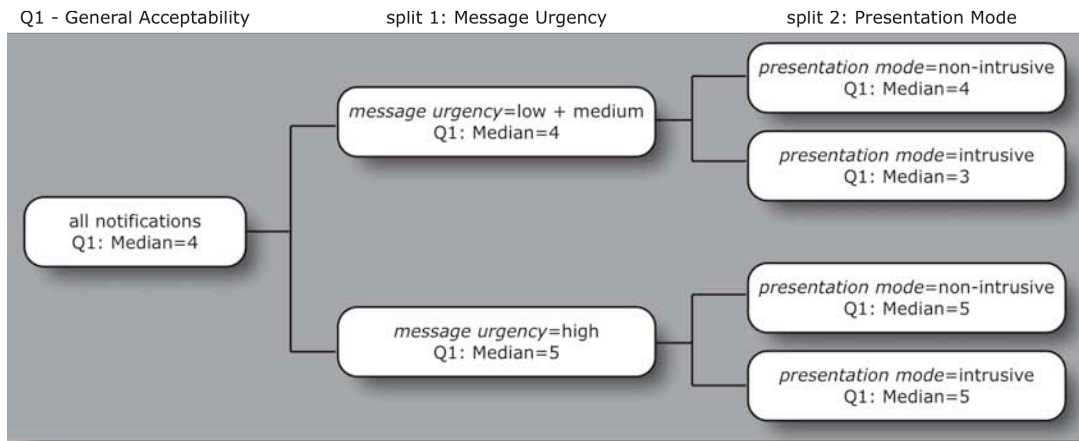 Q1 - General Acceptability
split 1: Message Urgency
split 2: Presentation Mode
all notifications
Q1: Median=4
message urgency=low + medium
Q1: Median=4
presentation mode=non-intrusive
Q1: Median=4
presentation mode=intrusive
Q1: Median=3
message urgency=high
Q1: Median=5
presentation mode=non-intrusive
Q1: Median=5
presentation mode=intrusive
Q1: Median=5